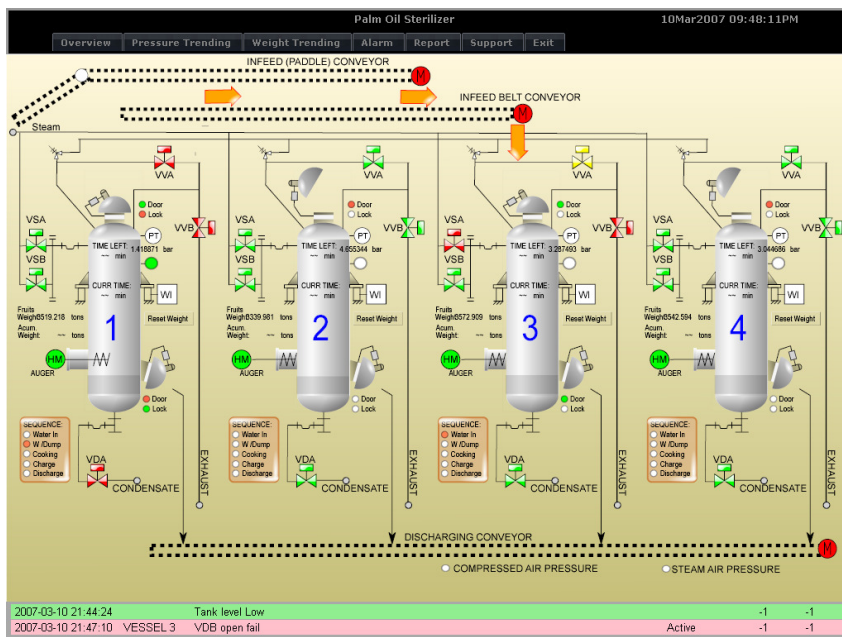 Palm Oil Sterilizer 10Mar2007 09:48:11PM
Overview Pressure Trending Weight Trending Alarm Report Support Exit
INFEED (PADDLE) CONVEYOR
M
INFEED BELT CONVEYOR
M
Steam
VVA VVA VVA VVA
Door Door Door Door
Lock Lock Lock Lock
VSA VSA VSA VSA
VVB VVB VVB
PT PT PT PT
TIME LEFT: 1.418871 bar TIME LEFT: 4.655344 bar TIME LEFT: 3.287493 bar TIME LEFT: 3.044686 bar
-- min -- min -- min -- min
VSB VSB VSB VSB
CURR TIME: CURR TIME: CURR TIME: CURR TIME:
-- min -- min -- min -- min
WI WI WI WI
Fruits Fruits Fruits Fruits
Weight3519.218 tons Weight3339.981 tons Weight3572.909 tons Weight3542.594 tons
Reset Weight Reset Weight Reset Weight Reset Weight
Acum. Acum. Acum. Acum.
Weight: -- tons Weight: -- tons Weight: -- tons Weight: -- tons
1 2 3 4
HM HM HM HM
AUGER AUGER AUGER AUGER
Door Door Door Door
Lock Lock Lock Lock
SEQUENCE: SEQUENCE: SEQUENCE: SEQUENCE:
Water In Water In Water In Water In
W /Dump W /Dump W /Dump W /Dump
Cooking Cooking Cooking Cooking
Charge Charge Charge Charge
Discharge Discharge Discharge Discharge
VDA VDA VDA VDA
CONDENSATE CONDENSATE CONDENSATE CONDENSATE
EXHAUST EXHAUST EXHAUST EXHAUST
DISCHARGING CONVEYOR
M
COMPRESSED AIR PRESSURE STEAM AIR PRESSURE
2007-03-10 21:44:24 Tank level Low -1 -1
2007-03-10 21:47:10 VESSEL 3 VDB open fail Active -1 -1